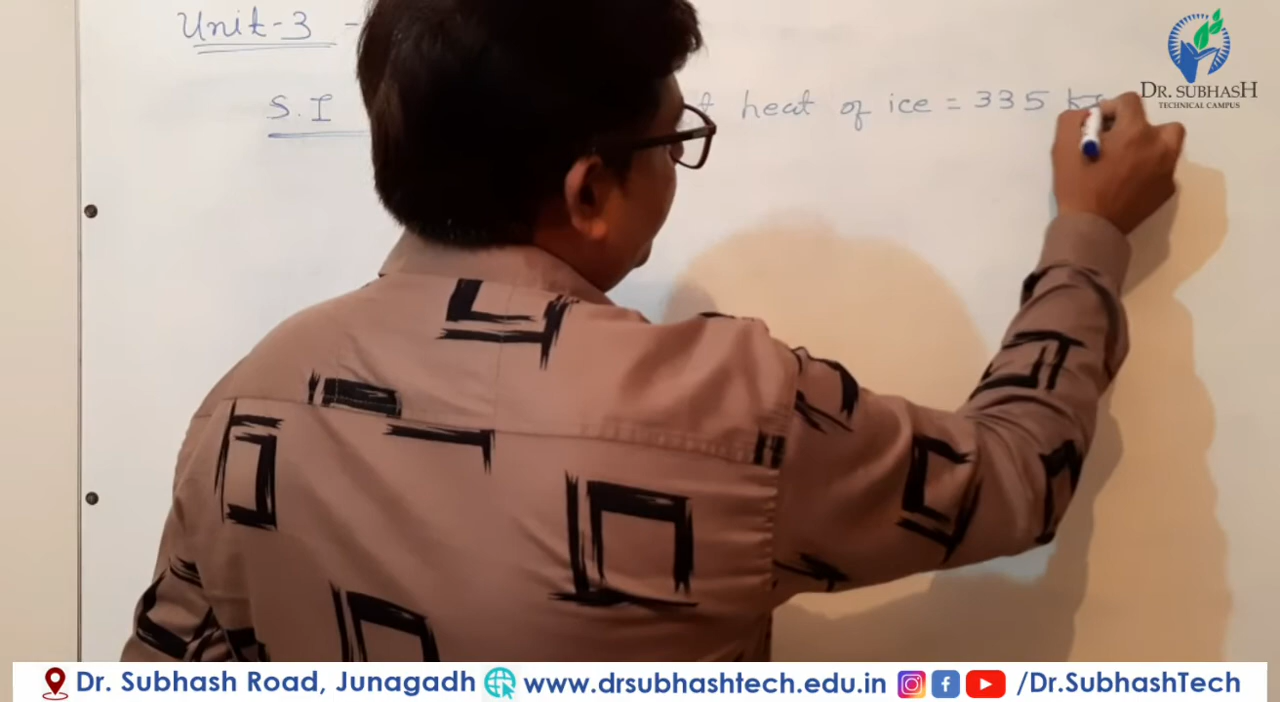 Unit-3 -
S.I heat of ice = 335
DR. SUBHASH
TECHNICAL CAMPUS
Dr. Subhash Road, Junagadh www.drsubhashtech.edu.in /Dr.SubhashTech